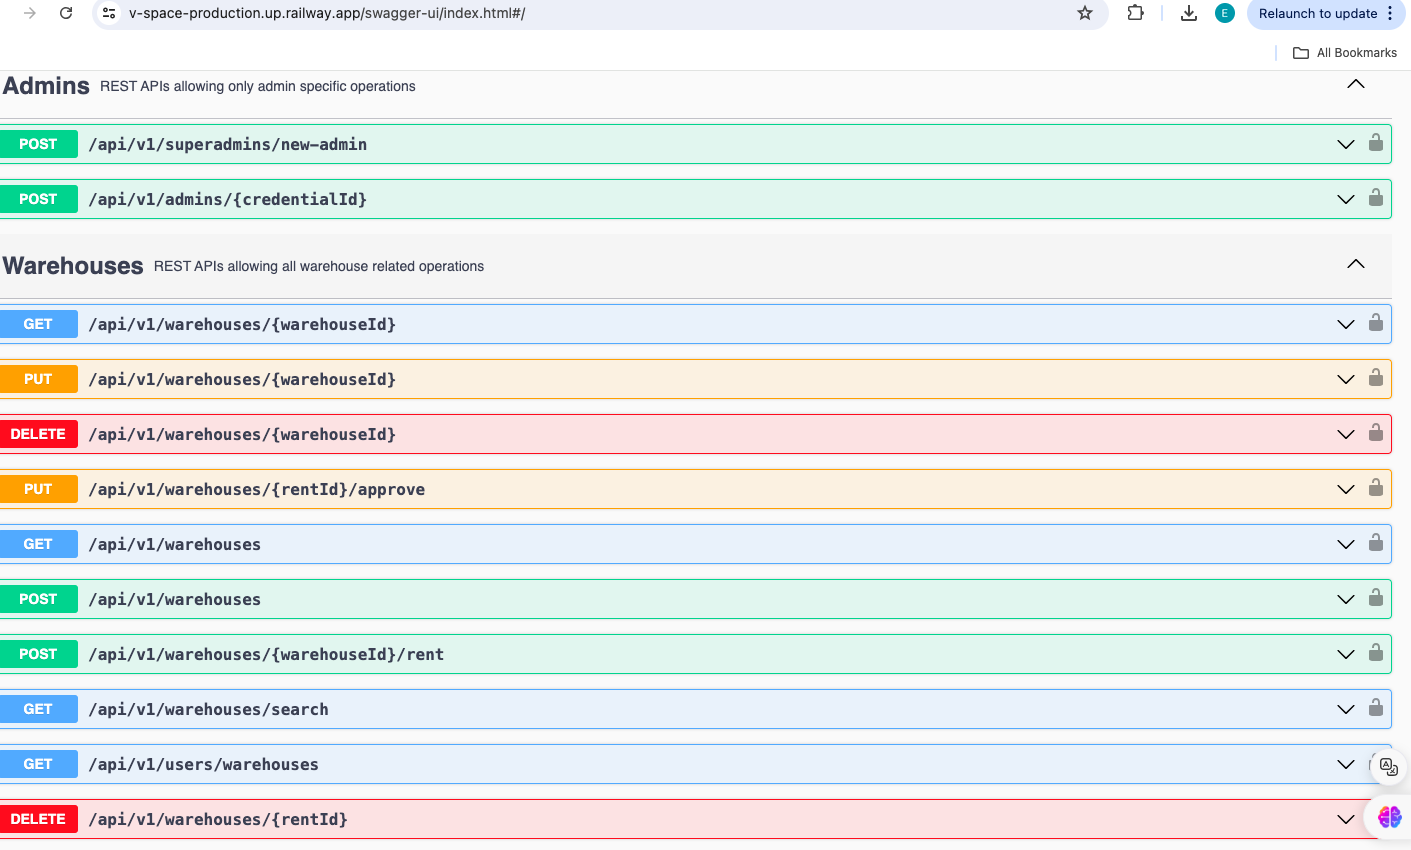 v-space-production.up.railway.app/swagger-ui/index.html#/
E
Relaunch to update
All Bookmarks
Admins REST APIs allowing only admin specific operations
POST /api/v1/superadmins/new-admin
POST /api/v1/admins/{credentialId}
Warehouses REST APIs allowing all warehouse related operations
GET /api/v1/warehouses/{warehouseId}
PUT /api/v1/warehouses/{warehouseId}
DELETE /api/v1/warehouses/{warehouseId}
PUT /api/v1/warehouses/{rentId}/approve
GET /api/v1/warehouses
POST /api/v1/warehouses
POST /api/v1/warehouses/{warehouseId}/rent
GET /api/v1/warehouses/search
GET /api/v1/users/warehouses
DELETE /api/v1/warehouses/{rentId}